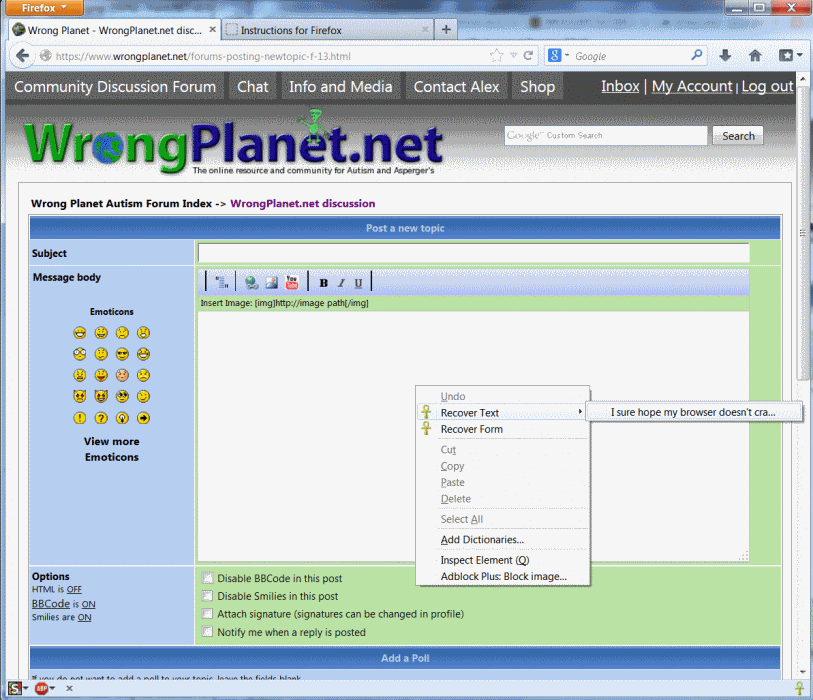 Firefox
Wrong Planet - WrongPlanet.net disc...
Instructions for Firefox
https://www.wrongplanet.net/forums-posting-newtopic-f-13.html
Google
Community Discussion Forum
Chat
Info and Media
Contact Alex
Shop
Inbox | My Account | Log out
WrongPlanet.net
The online resource and community for Autism and Asperger's
Google Custom Search
Search
Wrong Planet Autism Forum Index -> WrongPlanet.net discussion
Post a new topic
Subject
Message body
You Tube
B I U
Insert Image: [img]http://image path[/img]
Emoticons
View more
Emoticons
Undo
Recover Text
I sure hope my browser doesn't cra...
Recover Form
Cut
Copy
Paste
Delete
Select All
Add Dictionaries...
Inspect Element (Q)
Adblock Plus: Block image...
Options
HTML is OFF
BBCode is ON
Smilies are ON
Disable BBCode in this post
Disable Smilies in this post
Attach signature (signatures can be changed in profile)
Notify me when a reply is posted
Add a Poll
If you do not want to add a poll to your topic, leave the fields blank.
S
ABP